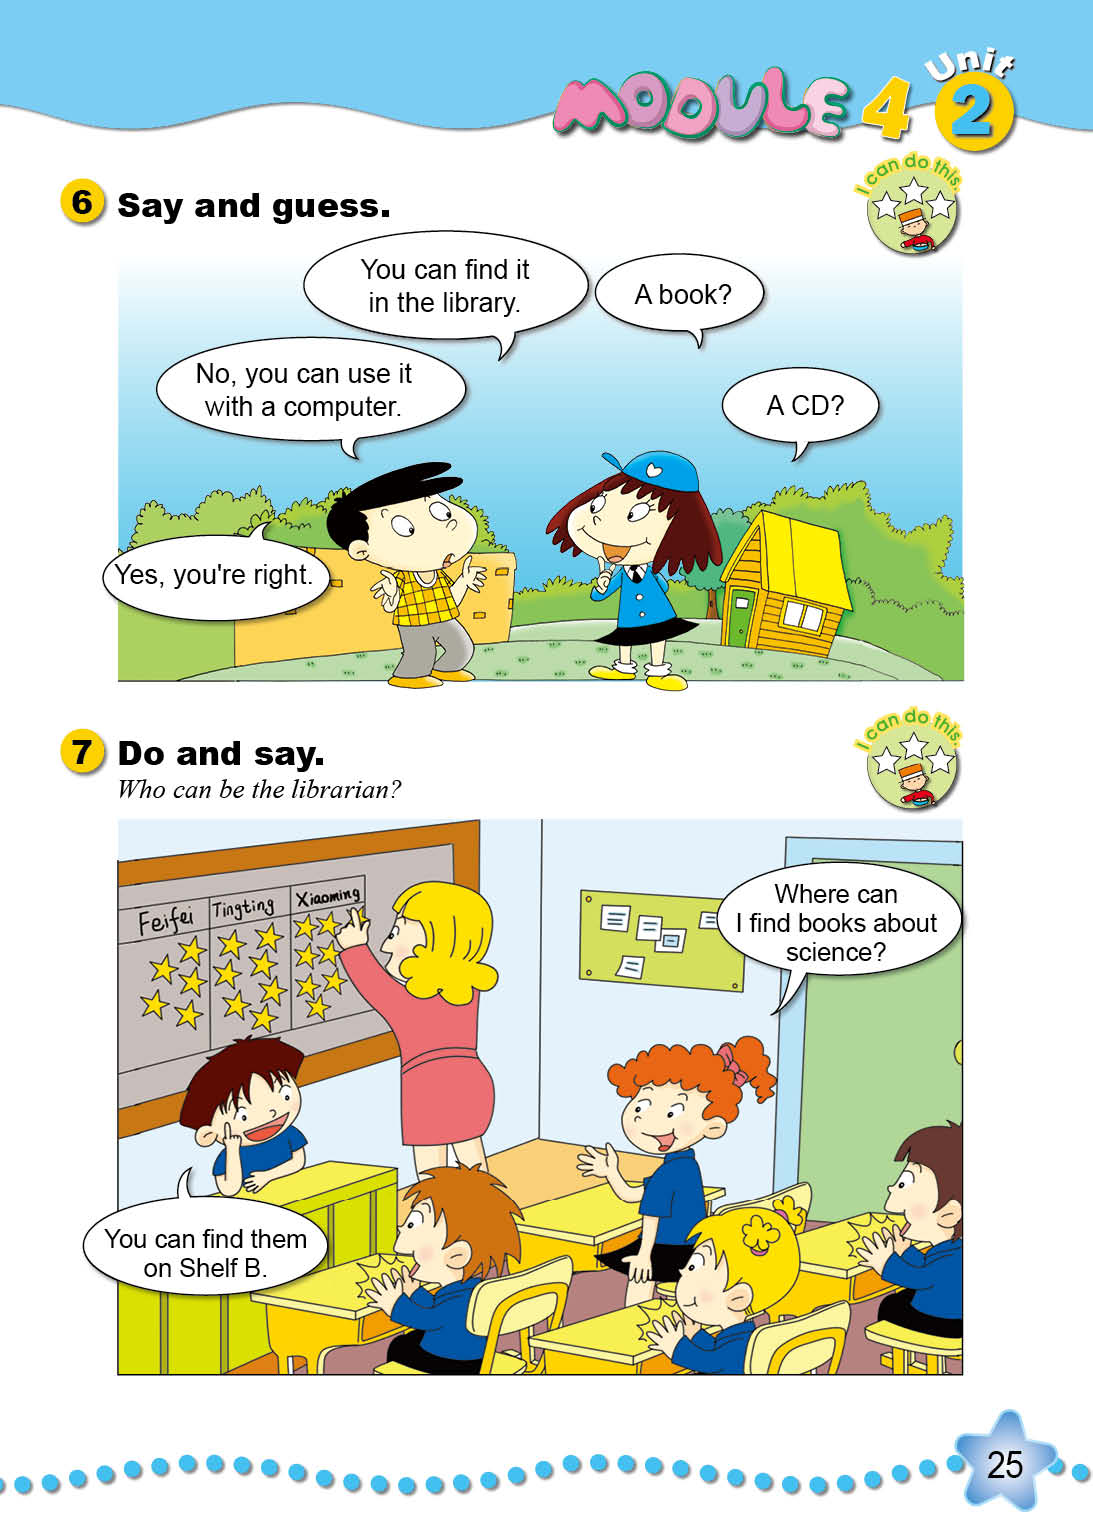 MODULE 4 Unit 2
6 Say and guess.
I can do this.
You can find it
in the library.
A book?
No, you can use it
with a computer.
A CD?
Yes, you're right.
7 Do and say.
I can do this.
Who can be the librarian?
Feifei Tingting Xiaoming
Where can
I find books about
science?
You can find them
on Shelf B.
25